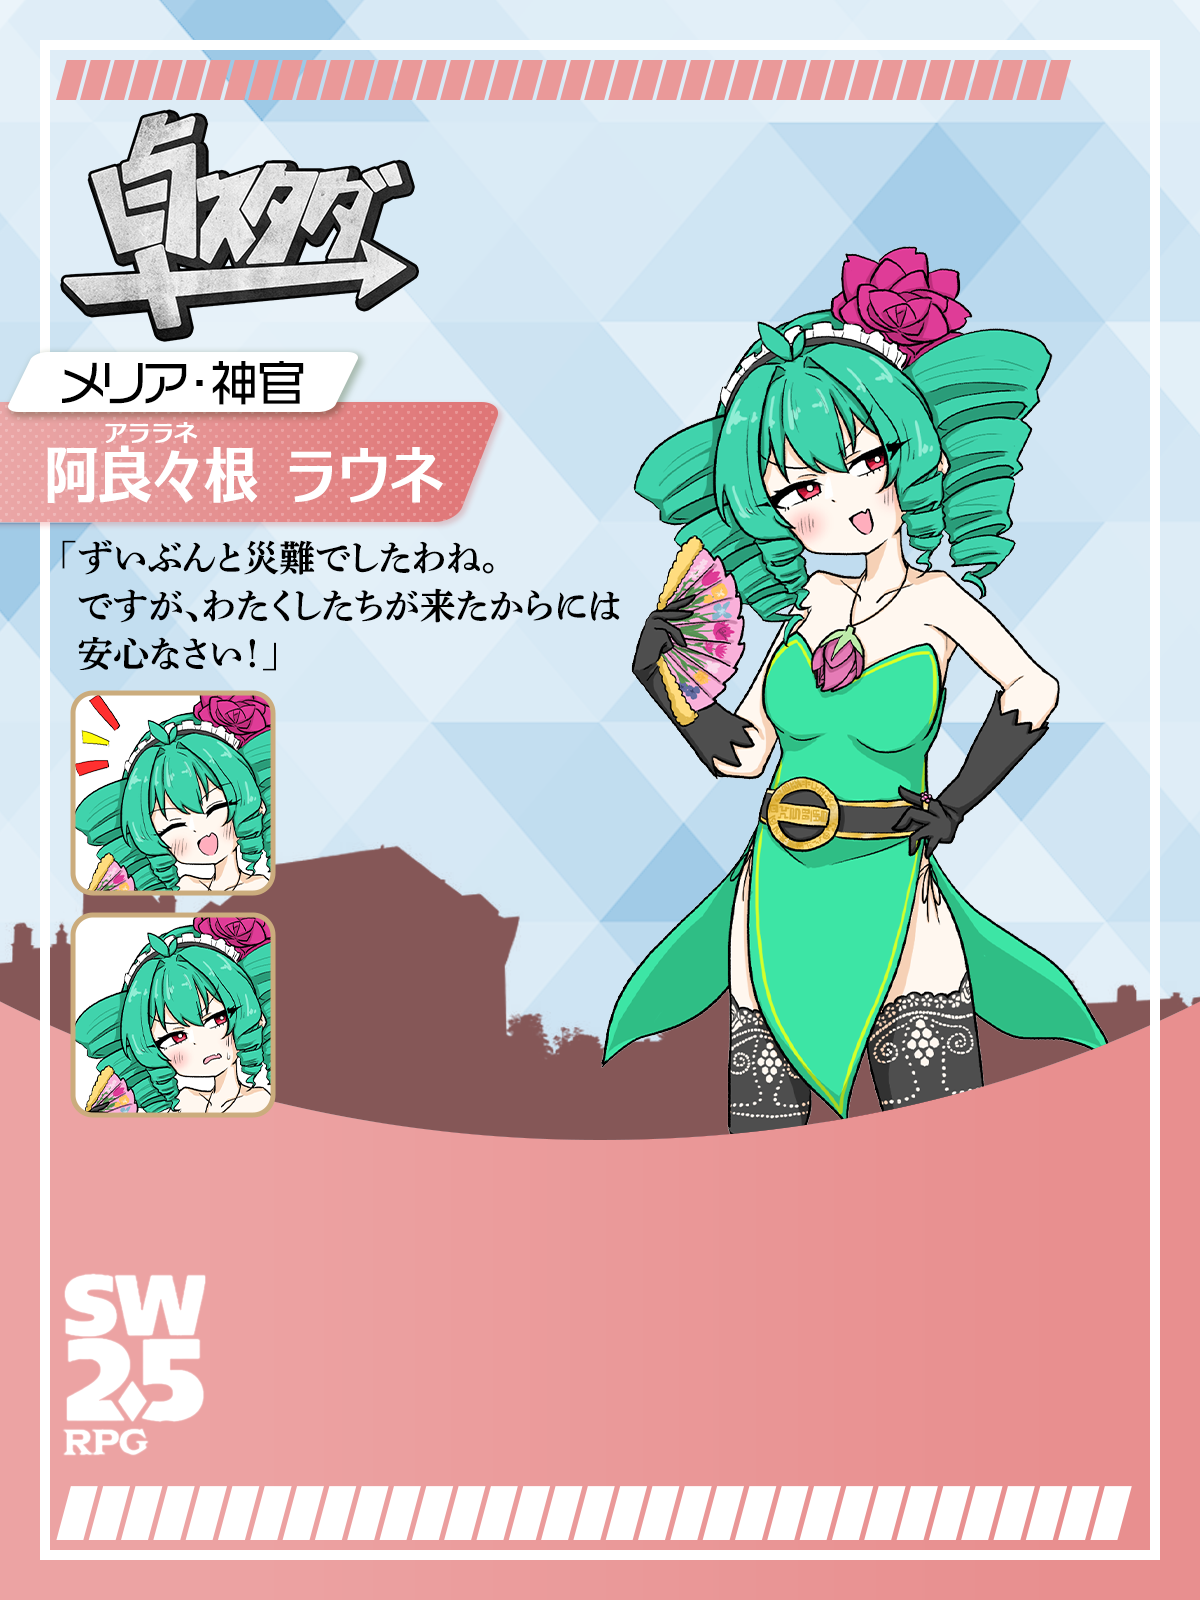 卓スタダ
メリア・神官
アララネ
阿良々根 ラウネ
「ずいぶんと災難でしたわね。
ですが、わたくしたちが来たからには
安心なさい！」
SW
2.5
RPG